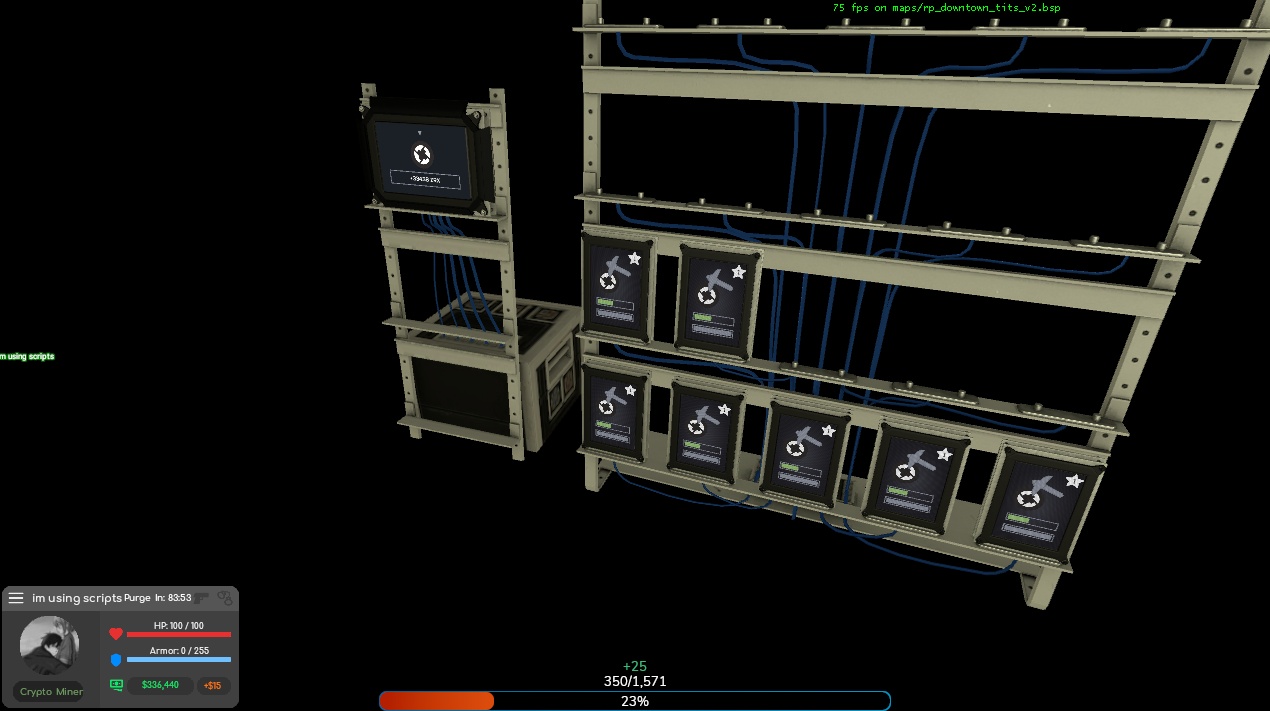 75 fps on maps/rp_downtown_tits_v2.bsp
m using scripts
im using scripts Purge In: 83:53
HP: 100 / 100
Armor: 0 / 255
Crypto Miner
$336,440
+$15
+25
350/1,571
23%